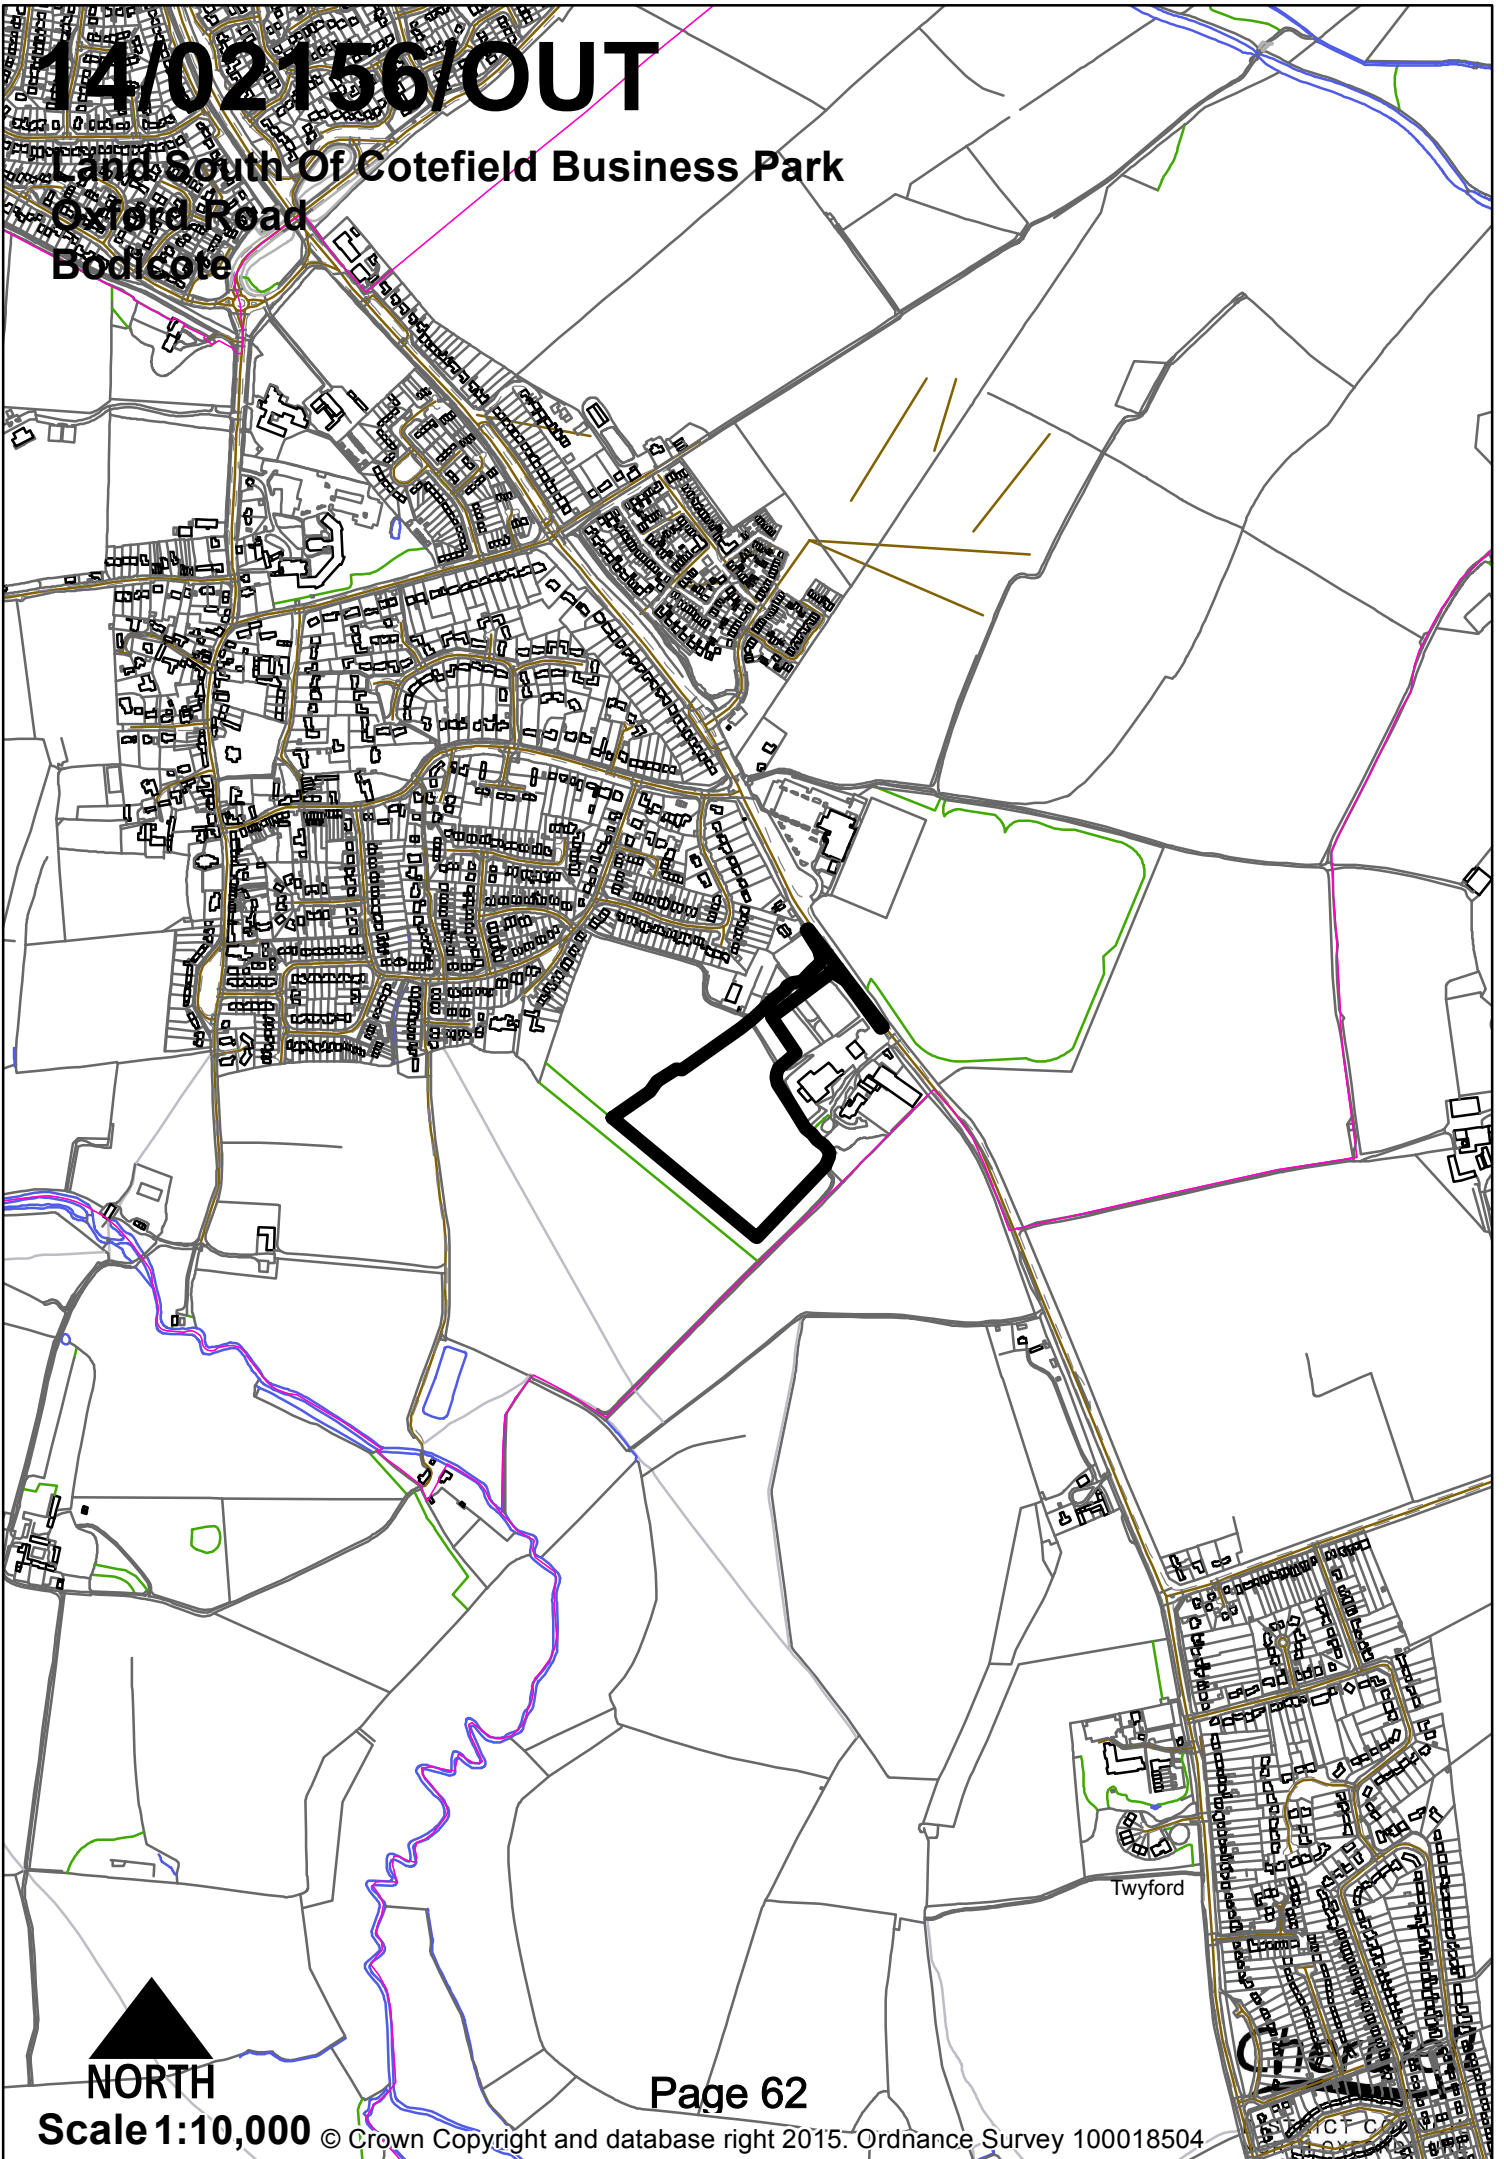 14/02156/OUT
Land South Of Cotefield Business Park
Oxford Road
Bodicote
Twyford
NORTH
Page 62
Scale 1:10,000
© Crown Copyright and database right 2015. Ordnance Survey 100018504